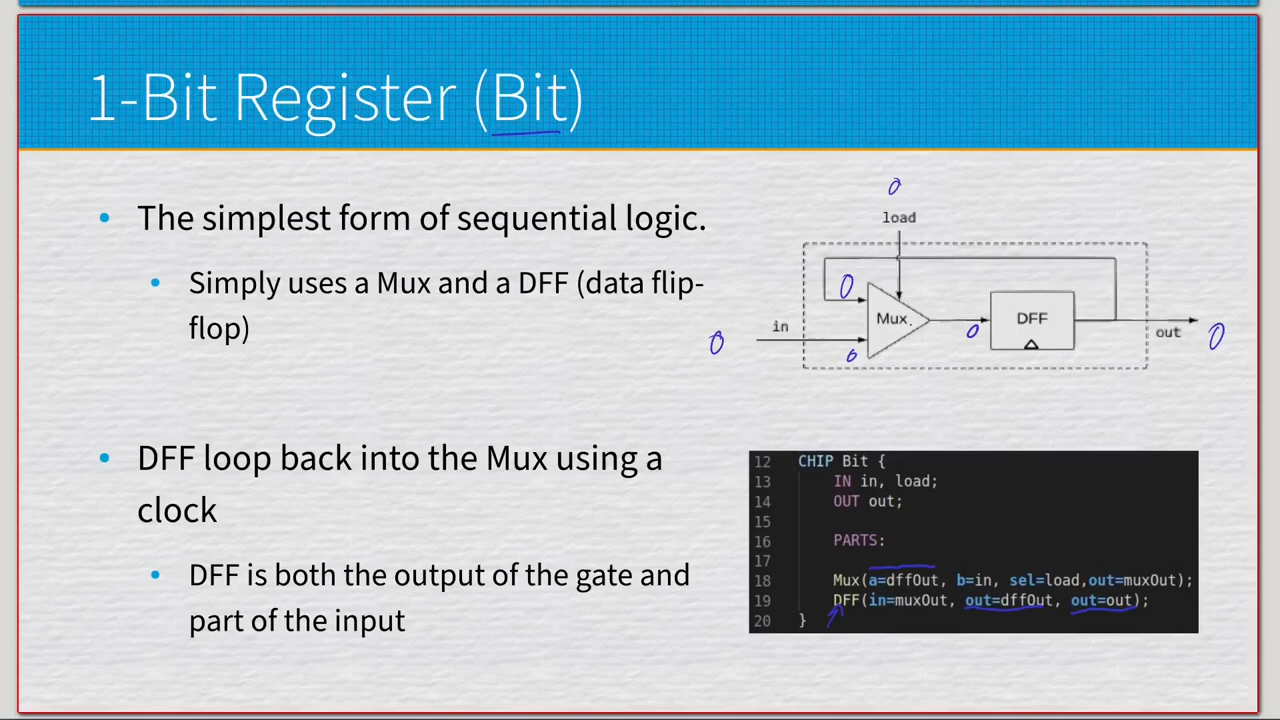 1-Bit Register (Bit)
The simplest form of sequential logic.
Simply uses a Mux and a DFF (data flip-
flop)
DFF loop back into the Mux using a
clock
DFF is both the output of the gate and
part of the input
0
load
0
Mux
DFF
in
out
0
0
0
0
12 CHIP Bit {
13 IN in, load;
14 OUT out;
15
16 PARTS:
17
18 Mux(a=dffOut, b=in, sel=load,out=muxOut);
19 DFF(in=muxOut, out=dffOut, out=out);
20 }